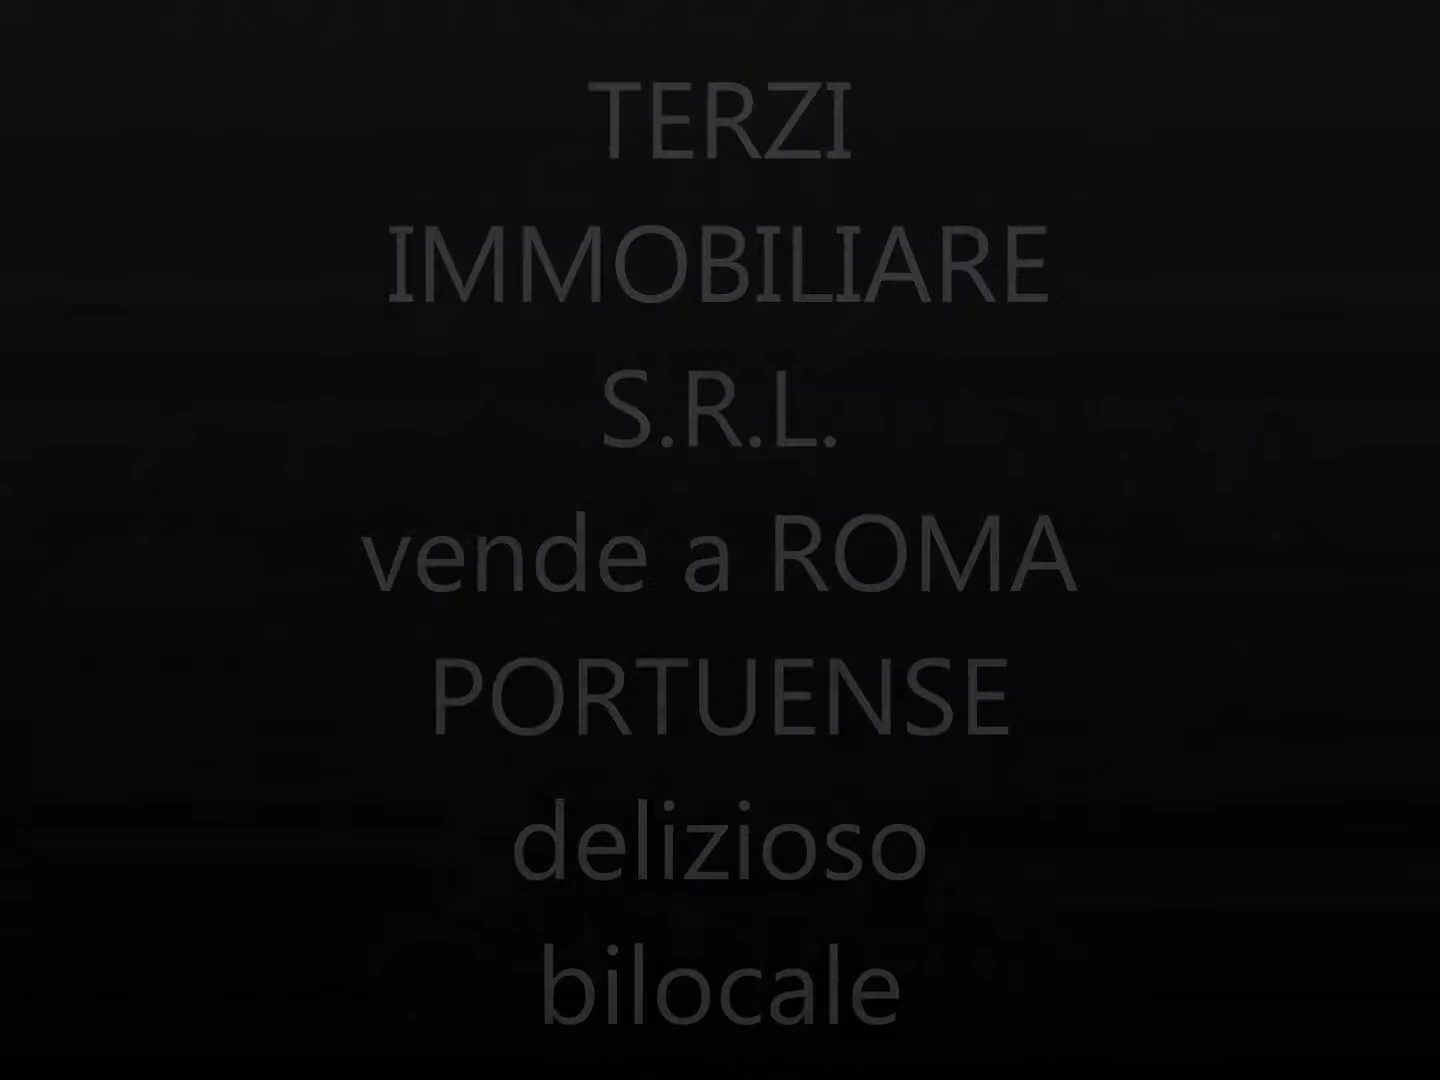 TERZI
IMMOBILIARE
S.R.L.
vende a ROMA
PORTUENSE
delizioso
bilocale